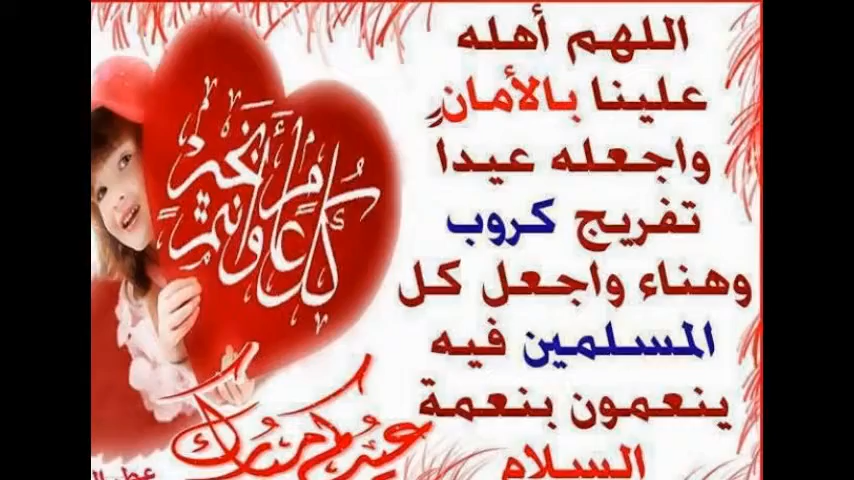 اللهم أهله
علينا بالأمان
واجعله عيدا
تفريج كروب
وهناء واجعل كل
المسلمين فيه
ينعمون بنعمة
السلام
كل عام وأنتم بخير
عيدكم مبارك